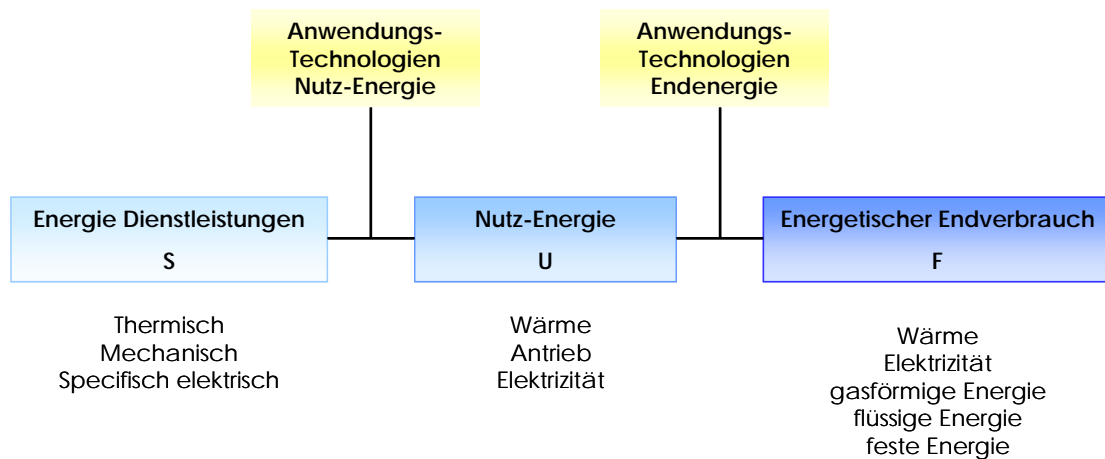 Anwendungs-
Technologien
Nutz-Energie
Anwendungs-
Technologien
Endenergie
Energie Dienstleistungen
S
Nutz-Energie
U
Energetischer Endverbrauch
F
Thermisch
Mechanisch
Specifisch elektrisch
Wärme
Antrieb
Elektrizität
Wärme
Elektrizität
gasförmige Energie
flüssige Energie
feste Energie